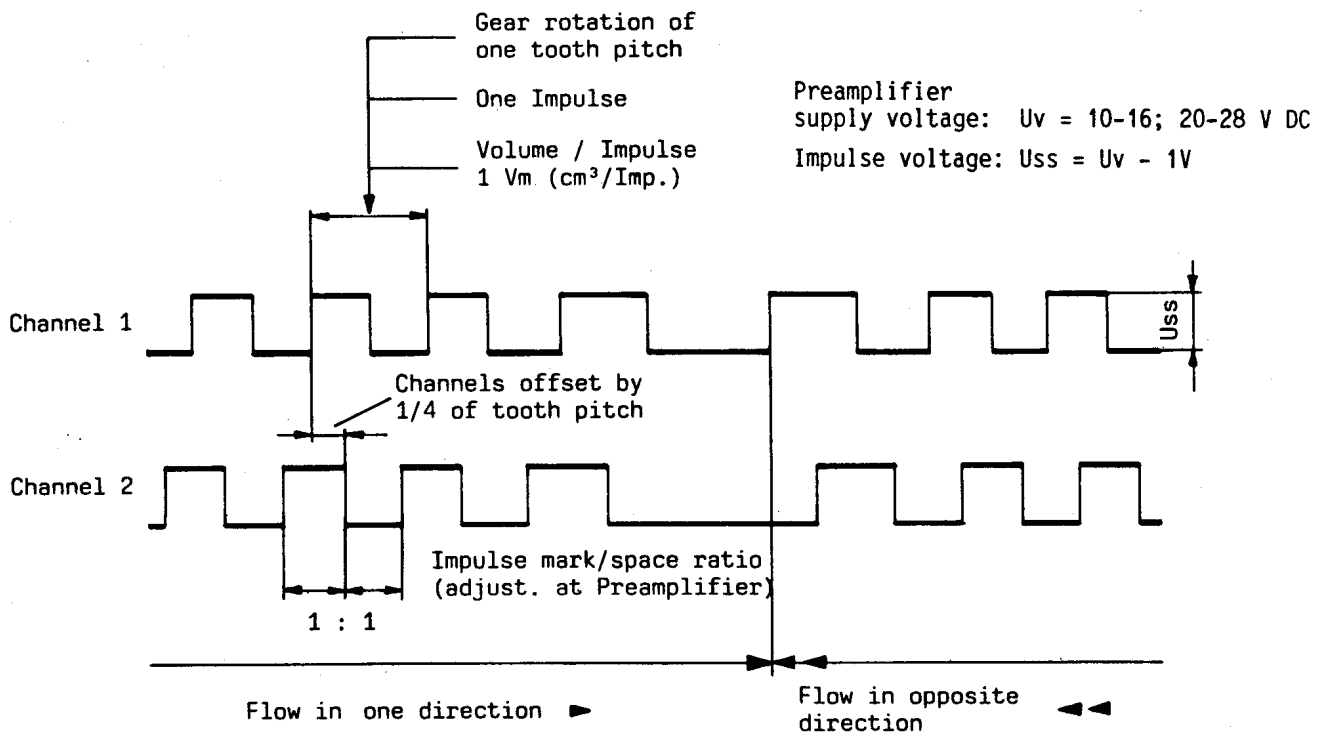 Gear rotation of
one tooth pitch
One Impulse
Volume / Impulse
1 Vm (cm³/Imp.)
Preamplifier
supply voltage: Uv = 10-16; 20-28 V DC
Impulse voltage: Uss = Uv - 1V
Channel 1
Uss
Channels offset by
1/4 of tooth pitch
Channel 2
Impulse mark/space ratio
(adjust. at Preamplifier)
1 : 1
Flow in one direction
Flow in opposite
direction